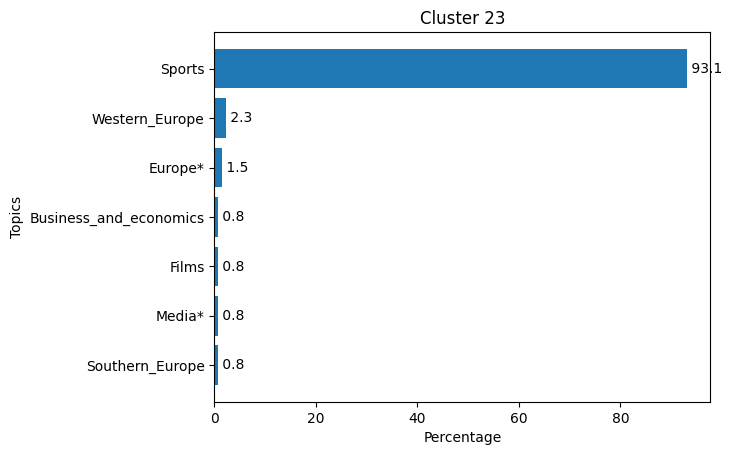 Cluster 23
Topics
Sports 93.1
Western_Europe 2.3
Europe* 1.5
Business_and_economics 0.8
Films 0.8
Media* 0.8
Southern_Europe 0.8
0 20 40 60 80
Percentage